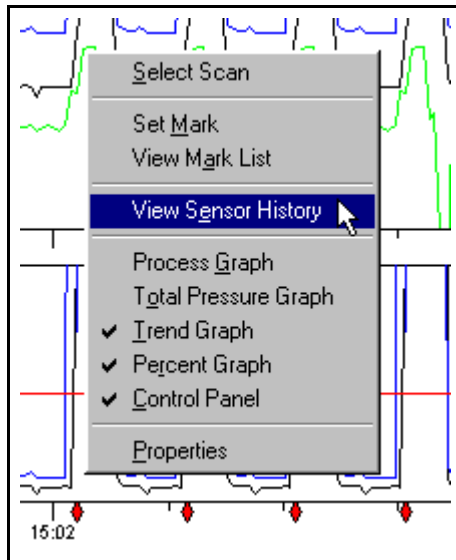 Select Scan
Set Mark
View Mark List
View Sensor History
Process Graph
Total Pressure Graph
Trend Graph
Percent Graph
Control Panel
Properties
15:02